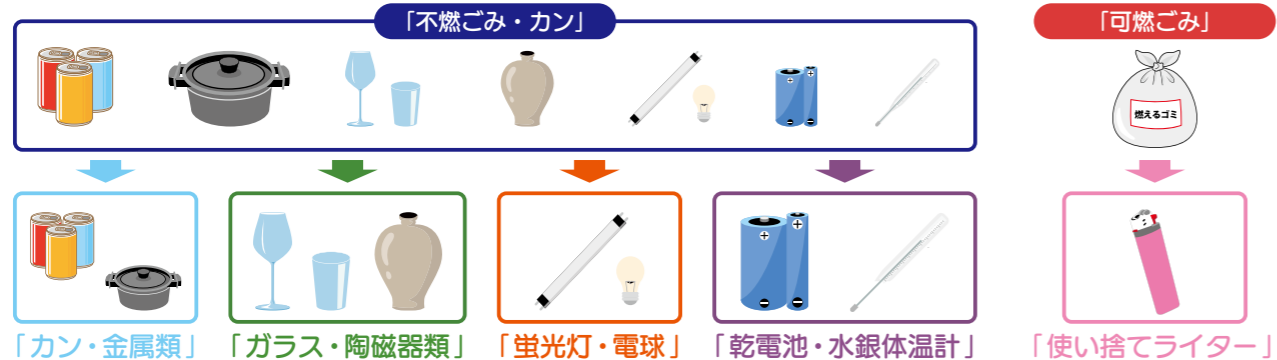 「不燃ごみ・カン」
「可燃ごみ」
燃えるゴミ
「カン・金属類」
「ガラス・陶磁器類」
「蛍光灯・電球」
「乾電池・水銀体温計」
「使い捨てライター」